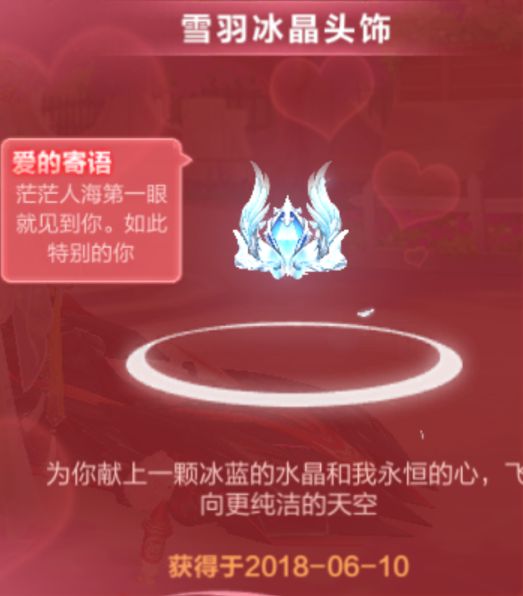 雪羽冰晶头饰
爱的寄语
茫茫人海第一眼
就见到你。如此
特别的你
为你献上一颗冰蓝的水晶和我永恒的心，飞
向更纯洁的天空
获得于2018-06-10